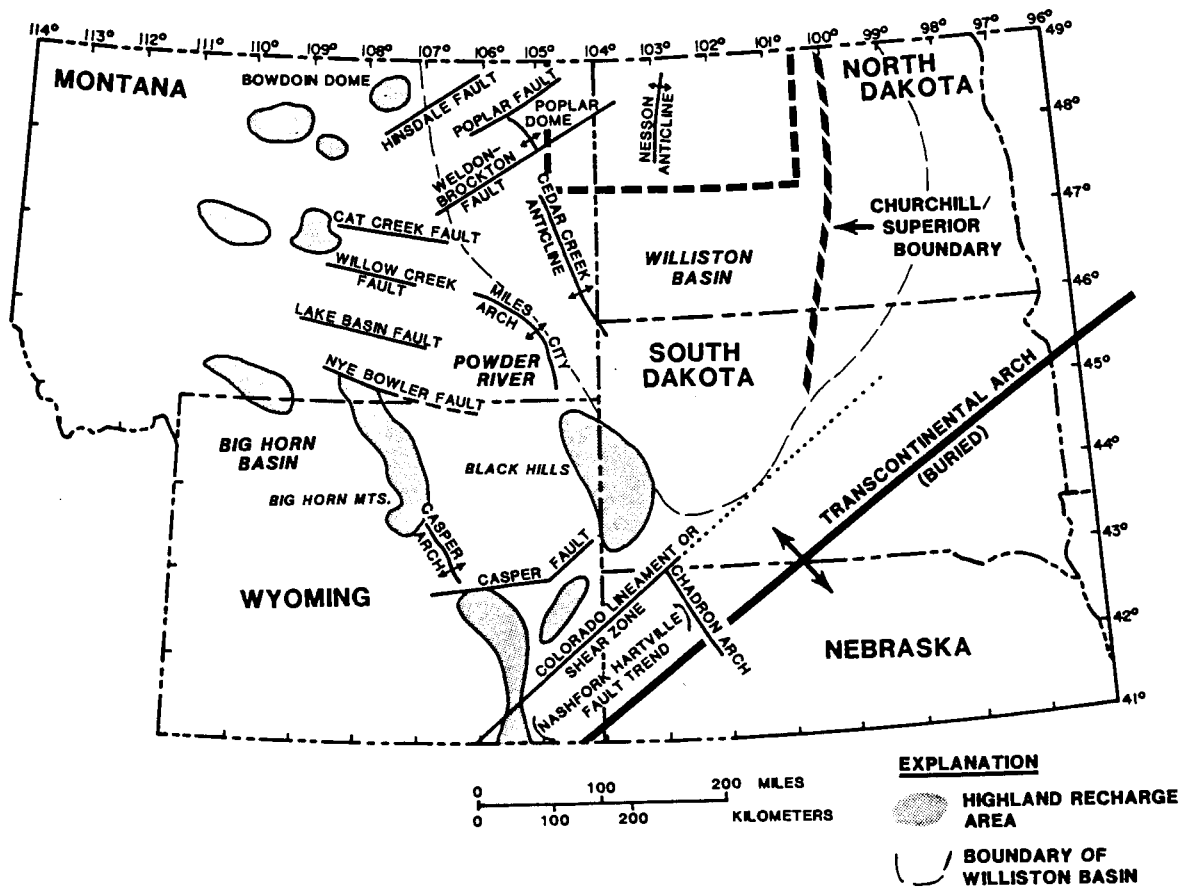 114°
113°
112°
111°
110°
109°
108°
107°
106°
105°
104°
103°
102°
101°
100°
99°
98°
97°
96°
49°
48°
47°
46°
45°
44°
43°
42°
41°
MONTANA
BOWDOIN DOME
HINSDALE FAULT
POPLAR FAULT
POPLAR
DOME
WELDON-
BROCKTON
FAULT
NESSON
ANTICLINE
NORTH
DAKOTA
CEDAR CREEK
ANTICLINE
CHURCHILL/
SUPERIOR
BOUNDARY
CAT CREEK FAULT
WILLOW CREEK
FAULT
WILLISTON
BASIN
MILES-CITY
ARCH
LAKE BASIN FAULT
NYE BOWLER FAULT
POWDER
RIVER
SOUTH
DAKOTA
BIG HORN
BASIN
BIG HORN MTS.
BLACK HILLS
TRANSCONTINENTAL ARCH
(BURIED)
CASPER
ARCH
CASPER FAULT
WYOMING
COLORADO LINEAMENT OR
SHEAR ZONE
CHADRON ARCH
(NASHFORK HARTVILLE)
FAULT TREND
NEBRASKA
0 100 200 MILES
0 100 200 KILOMETERS
EXPLANATION
HIGHLAND RECHARGE
AREA
BOUNDARY OF
WILLISTON BASIN